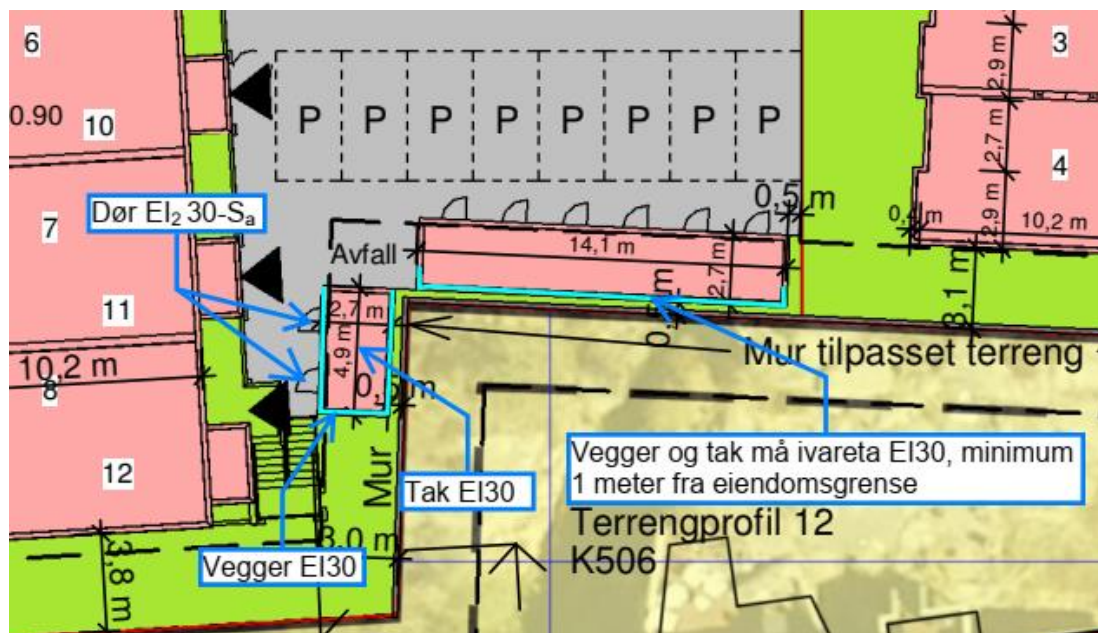 6
3
2,9 m
0.90
10
P P P P P P P P
2,7 m
4
7
Dør EI₂ 30-Sₐ
0,5 m
2,9 m
0,4 m
10,2 m
14,1 m
Avfall
2,7 m
3,1 m
11
2,7 m
4,9 m
0,5 m
Mur tilpasset terreng
10,2 m
8
0,5 m
12
Mur
Tak EI30
Vegger og tak må ivareta EI30, minimum
1 meter fra eiendomsgrense
Terrengprofil 12
K506
3,0 m
Vegger EI30
3,8 m